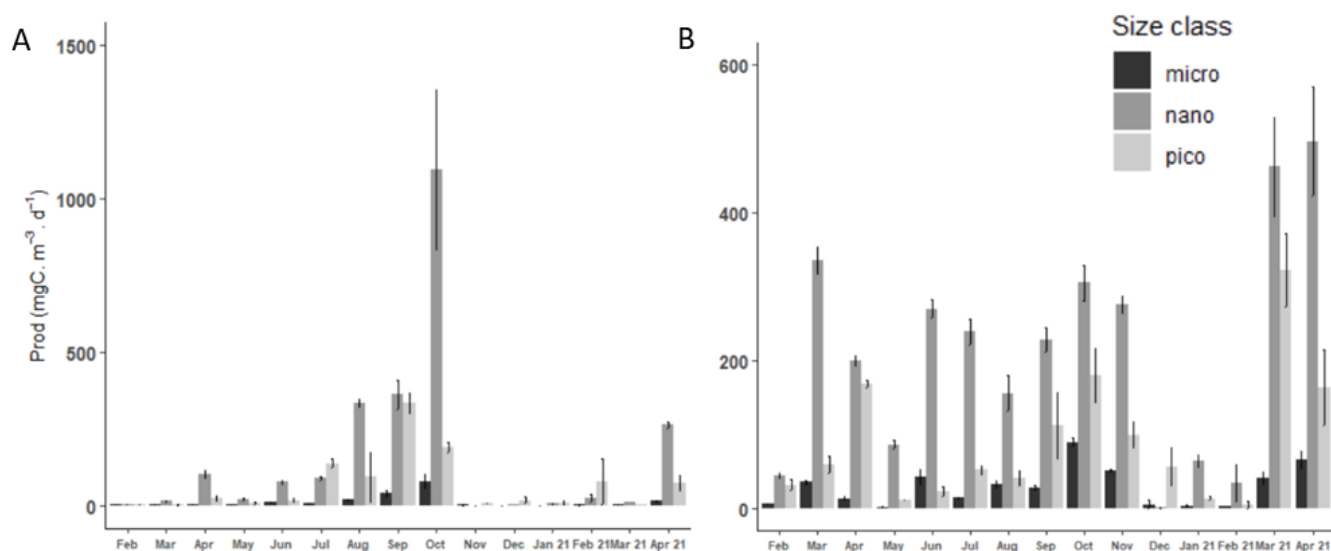 A
1500
1000
500
0
Prod (mgC. m⁻³. d⁻¹)
Feb Mar Apr May Jun Jul Aug Sep Oct Nov Dec Jan 21 Feb 21 Mar 21 Apr 21
B
600
400
200
0
Feb Mar Apr May Jun Jul Aug Sep Oct Nov Dec Jan 21 Feb 21 Mar 21 Apr 21
Size class
micro
nano
pico